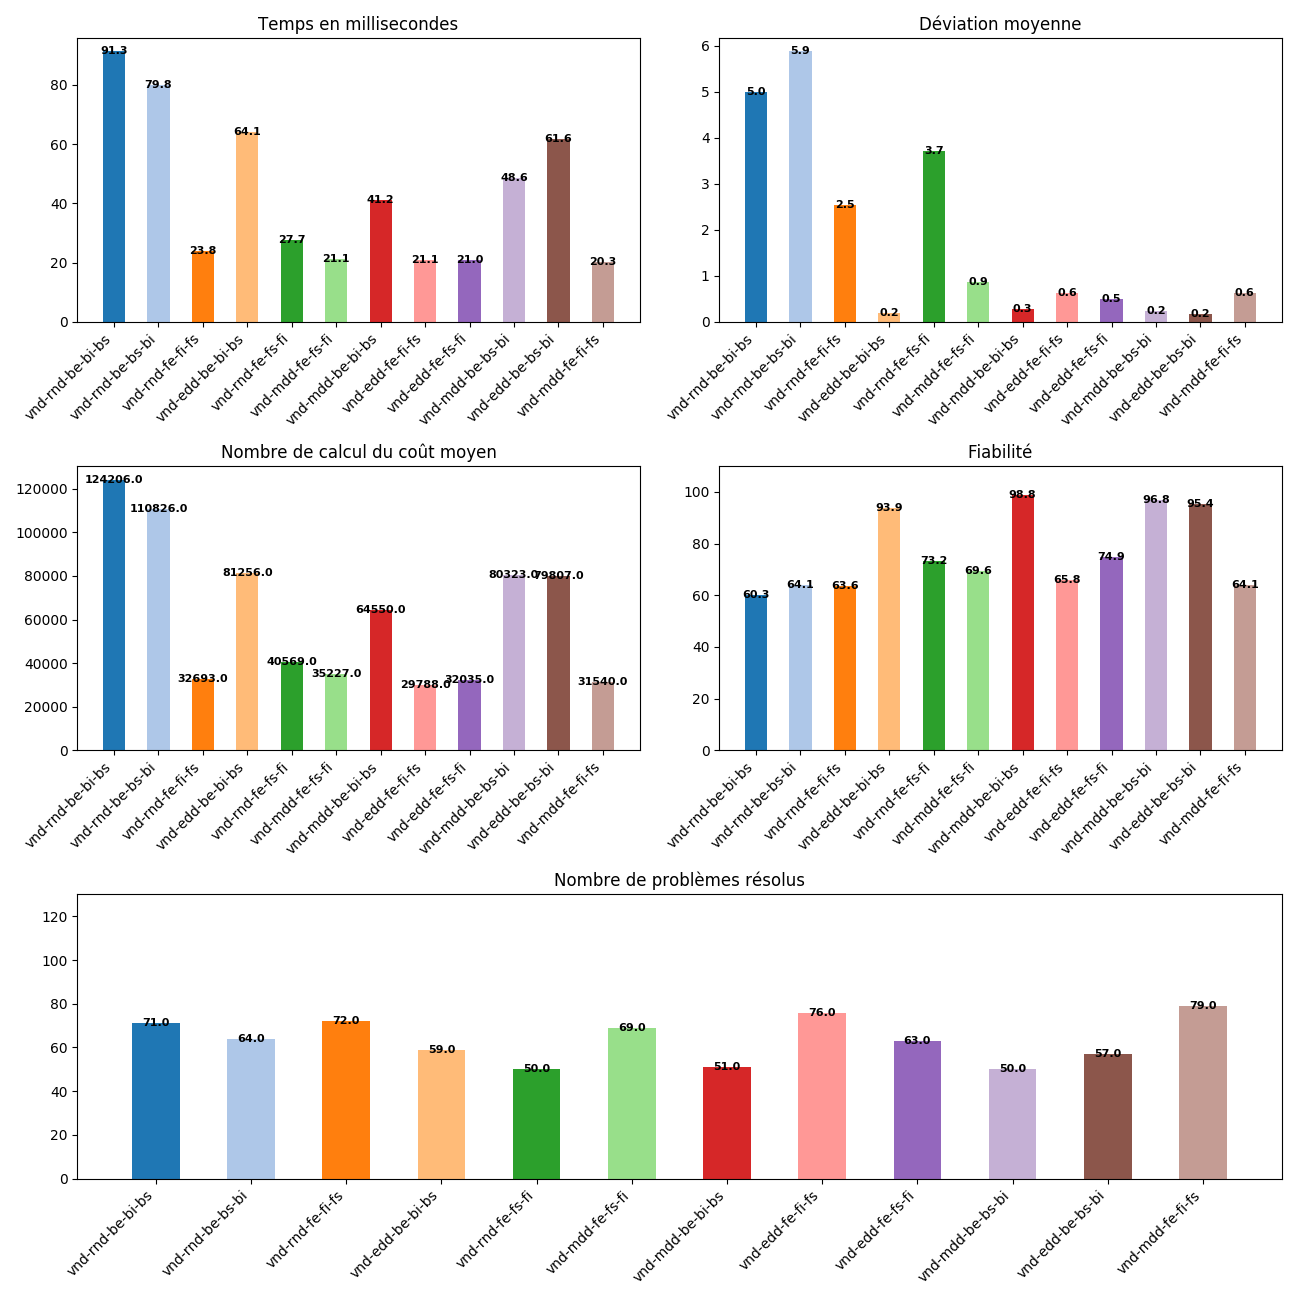 Temps en millisecondes
80
60
40
20
0
91.3
79.8
23.8
64.1
27.7
21.1
41.2
21.1
21.0
48.6
61.6
20.3
vnd-rnd-be-bi-bs
vnd-rnd-be-bs-bi
vnd-rnd-fe-fi-fs
vnd-edd-be-bi-bs
vnd-rnd-fe-fs-fi
vnd-mdd-fe-fs-fi
vnd-mdd-be-bi-bs
vnd-edd-fe-fi-fs
vnd-edd-fe-fs-fi
vnd-mdd-be-bs-bi
vnd-edd-be-bs-bi
vnd-mdd-fe-fi-fs
Déviation moyenne
6
5
4
3
2
1
0
5.0
5.9
2.5
0.2
3.7
0.9
0.3
0.6
0.5
0.2
0.2
0.6
vnd-rnd-be-bi-bs
vnd-rnd-be-bs-bi
vnd-rnd-fe-fi-fs
vnd-edd-be-bi-bs
vnd-rnd-fe-fs-fi
vnd-mdd-fe-fs-fi
vnd-mdd-be-bi-bs
vnd-edd-fe-fi-fs
vnd-edd-fe-fs-fi
vnd-mdd-be-bs-bi
vnd-edd-be-bs-bi
vnd-mdd-fe-fi-fs
Nombre de calcul du coût moyen
120000
100000
80000
60000
40000
20000
0
124206.0
110826.0
32693.0
81256.0
40569.0
35227.0
64550.0
29788.0
32035.0
80323.0
79807.0
31540.0
vnd-rnd-be-bi-bs
vnd-rnd-be-bs-bi
vnd-rnd-fe-fi-fs
vnd-edd-be-bi-bs
vnd-rnd-fe-fs-fi
vnd-mdd-fe-fs-fi
vnd-mdd-be-bi-bs
vnd-edd-fe-fi-fs
vnd-edd-fe-fs-fi
vnd-mdd-be-bs-bi
vnd-edd-be-bs-bi
vnd-mdd-fe-fi-fs
Fiabilité
100
80
60
40
20
0
60.3
64.1
63.6
93.9
73.2
69.6
98.8
65.8
74.9
96.8
95.4
64.1
vnd-rnd-be-bi-bs
vnd-rnd-be-bs-bi
vnd-rnd-fe-fi-fs
vnd-edd-be-bi-bs
vnd-rnd-fe-fs-fi
vnd-mdd-fe-fs-fi
vnd-mdd-be-bi-bs
vnd-edd-fe-fi-fs
vnd-edd-fe-fs-fi
vnd-mdd-be-bs-bi
vnd-edd-be-bs-bi
vnd-mdd-fe-fi-fs
Nombre de problèmes résolus
120
100
80
60
40
20
0
71.0
64.0
72.0
59.0
50.0
69.0
51.0
76.0
63.0
50.0
57.0
79.0
vnd-rnd-be-bi-bs
vnd-rnd-be-bs-bi
vnd-rnd-fe-fi-fs
vnd-edd-be-bi-bs
vnd-rnd-fe-fs-fi
vnd-mdd-fe-fs-fi
vnd-mdd-be-bi-bs
vnd-edd-fe-fi-fs
vnd-edd-fe-fs-fi
vnd-mdd-be-bs-bi
vnd-edd-be-bs-bi
vnd-mdd-fe-fi-fs